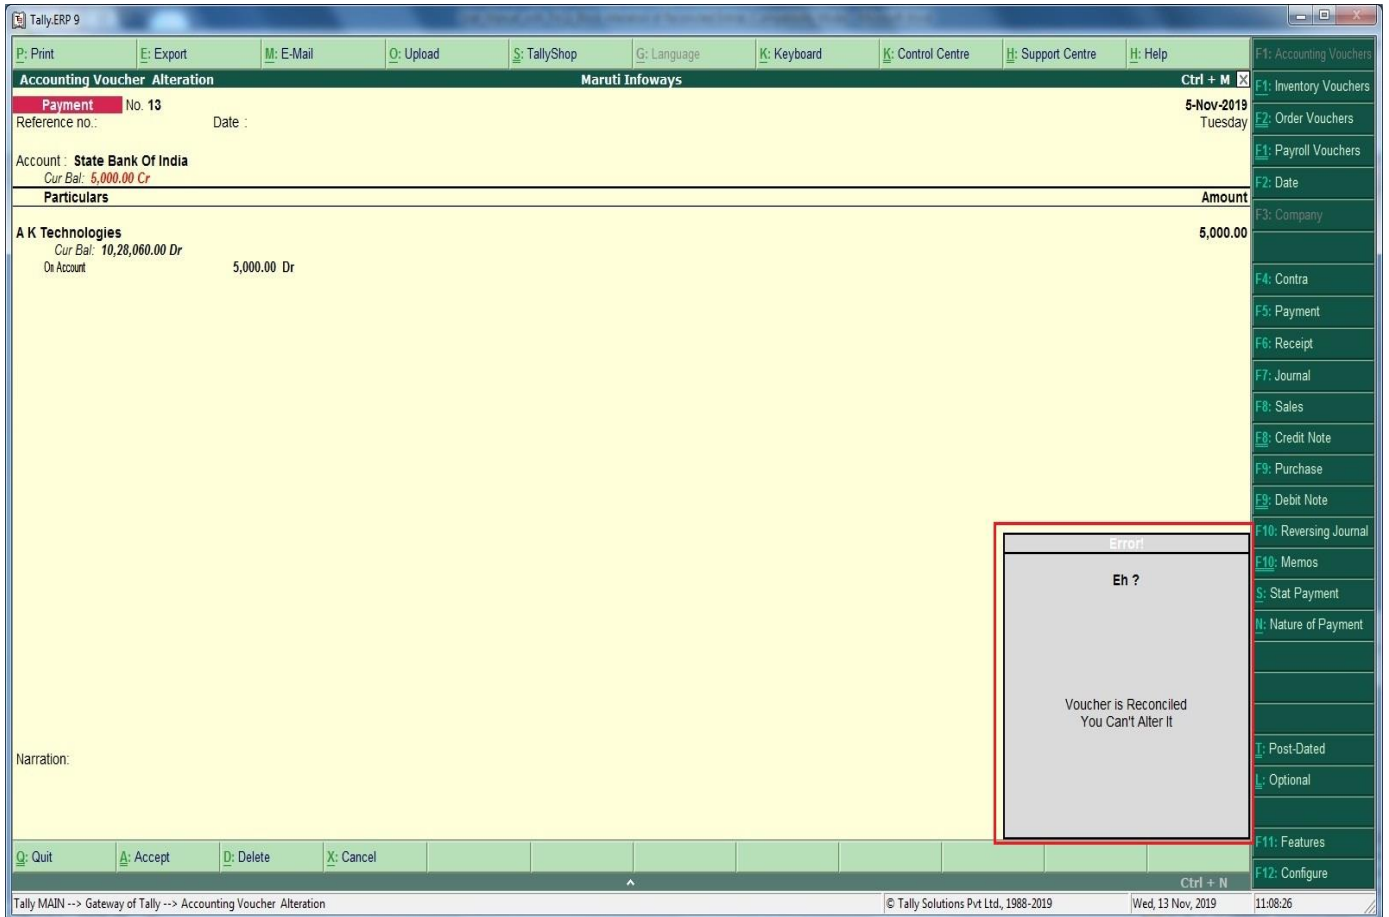 Tally.ERP 9
P: Print E: Export M: E-Mail O: Upload S: TallyShop G: Language K: Keyboard K: Control Centre H: Support Centre H: Help F1: Accounting Vouchers
Accounting Voucher Alteration Maruti Infoways Ctrl + M X
F1: Inventory Vouchers
Payment No. 13 5-Nov-2019
Reference no.: Date : Tuesday
F2: Order Vouchers
F1: Payroll Vouchers
Account : State Bank Of India
Cur Bal: 5,000.00 Cr
F2: Date
Particulars Amount
F3: Company
A K Technologies 5,000.00
Cur Bal: 10,28,060.00 Dr
On Account 5,000.00 Dr
F4: Contra
F5: Payment
F6: Receipt
F7: Journal
F8: Sales
F8: Credit Note
F9: Purchase
F9: Debit Note
F10: Reversing Journal
Error!
F10: Memos
Eh ?
S: Stat Payment
N: Nature of Payment
Voucher is Reconciled
You Can't Alter It
T: Post-Dated
Narration:
L: Optional
F11: Features
Q: Quit A: Accept D: Delete X: Cancel
F12: Configure
Ctrl + N
Tally MAIN --> Gateway of Tally --> Accounting Voucher Alteration © Tally Solutions Pvt Ltd., 1988-2019 Wed, 13 Nov, 2019 11:08:26